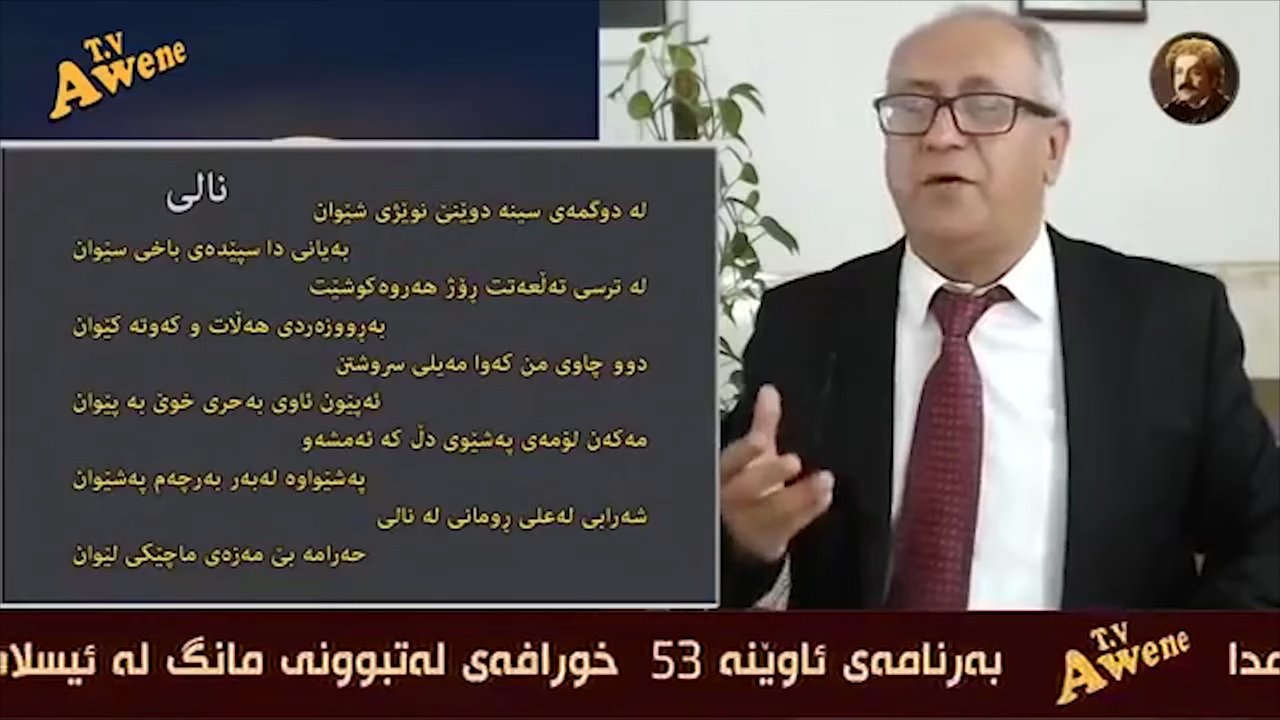 T.V
Awene
نالی
لە دوگمەی سینە دوێنێ نوێژی شێوان
بەیانی دا سپێدەی باخی سێوان
لە ترسی تەڵعەتت ڕۆژ هەروەکوشێت
بەڕووزەردی هەڵات و کەوتە کێوان
دوو چاوی من کەوا مەیلی سروشتن
ئەپێون ئاوی بەحری خوێ بە پێوان
مەکەن لۆمەی پەشێوی دڵ کە ئەمشەو
پەشێواوە لەبەر بەرچەم پەشێوان
شەرابی لەعلی ڕومانی لە نالی
حەرامە بێ مەزەی ماچێکی لێوان
مدا
T.V
Awene
بەرنامەی ئاوێنە 53 خورافەی لەتبوونی مانگ لە ئیسلا